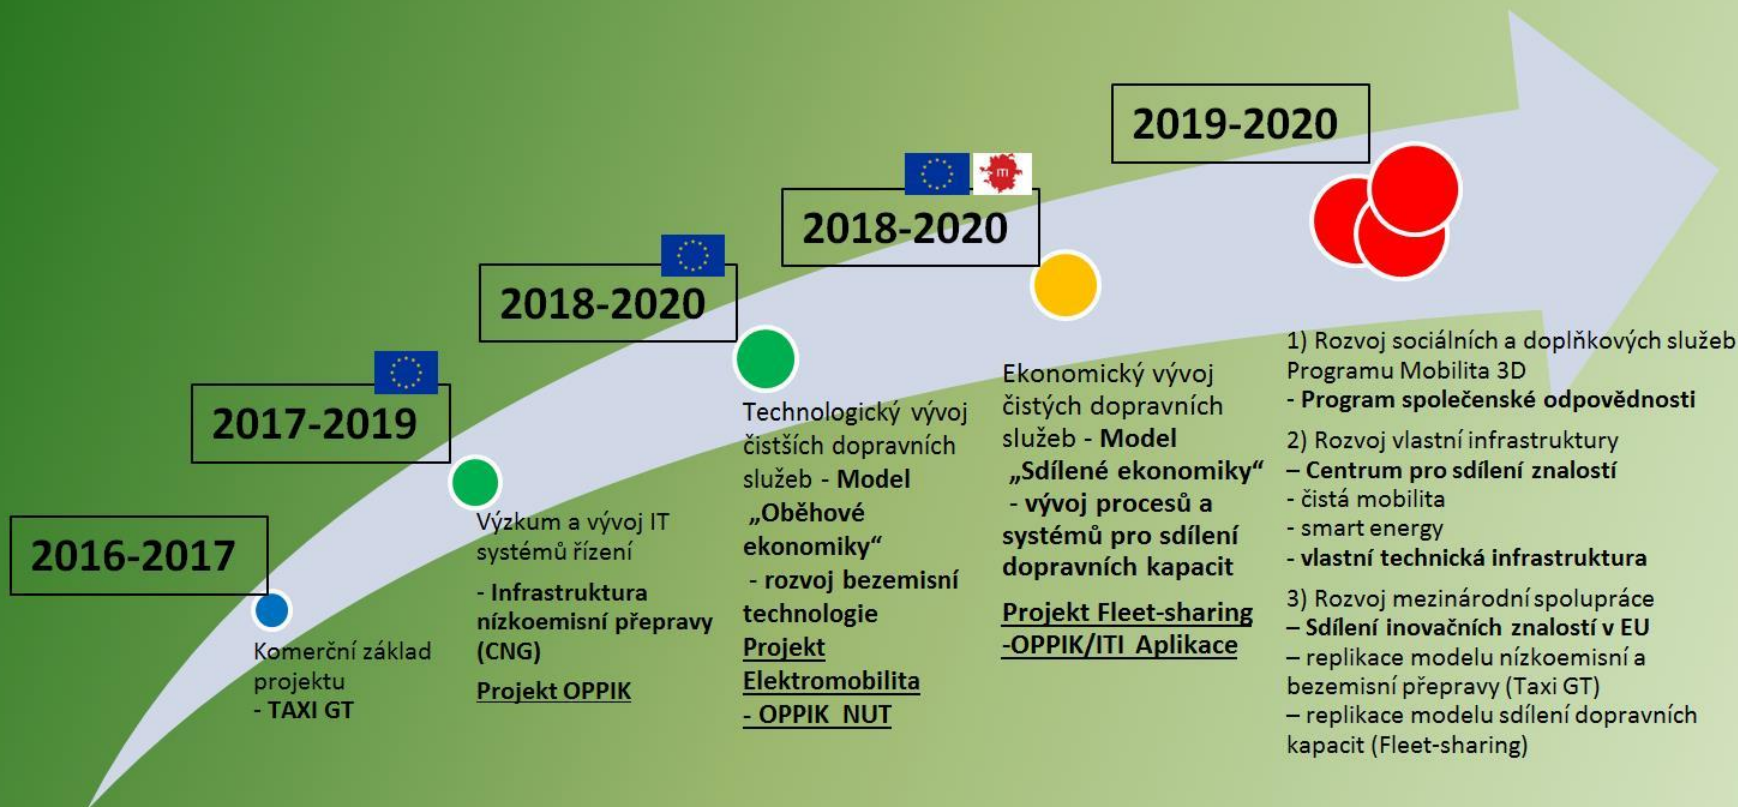 2016-2017
Komerční základ
projektu
- TAXI GT
2017-2019
Výzkum a vývoj IT
systémů řízení
- Infrastruktura
nízkoemisní přepravy
(CNG)
Projekt OPPIK
2018-2020
Technologický vývoj
čistších dopravních
služeb - Model
„Oběhové
ekonomiky“
- rozvoj bezemisní
technologie
Projekt
Elektromobilita
- OPPIK NUT
ITI
2018-2020
Ekonomický vývoj
čistých dopravních
služeb - Model
„Sdílené ekonomiky“
- vývoj procesů a
systémů pro sdílení
dopravních kapacit
Projekt Fleet-sharing
-OPPIK/ITI Aplikace
2019-2020
1) Rozvoj sociálních a doplňkových služeb
Programu Mobilita 3D
- Program společenské odpovědnosti
2) Rozvoj vlastní infrastruktury
– Centrum pro sdílení znalostí
- čistá mobilita
- smart energy
- vlastní technická infrastruktura
3) Rozvoj mezinárodní spolupráce
– Sdílení inovačních znalostí v EU
– replikace modelu nízkoemisní a
bezemisní přepravy (Taxi GT)
– replikace modelu sdílení dopravních
kapacit (Fleet-sharing)